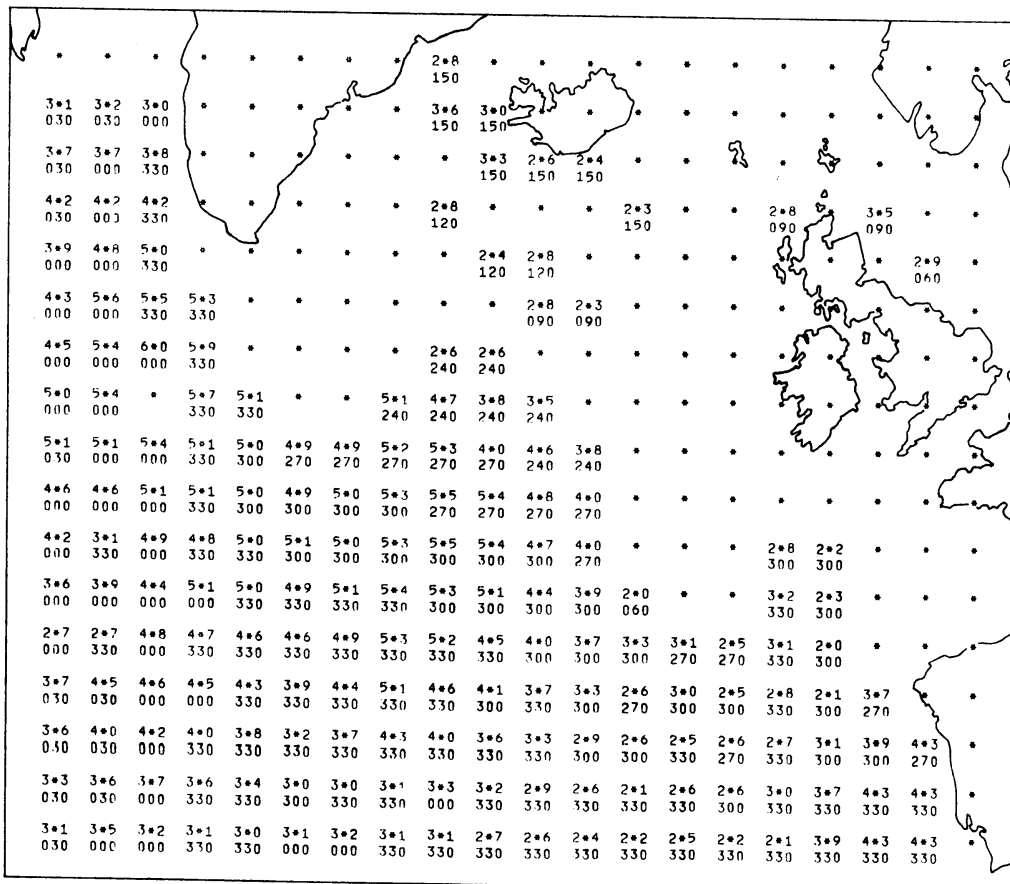 * * * * * * * * 2*8 * * * * * * * * * * *
150
3*1 3*2 3*0 * * * * * 3*6 3*0 * * * * * * * * * *
030 030 000 150 150
3*7 3*7 3*8 * * * * * * 3*3 2*6 2*4 * * * * * * * *
030 000 330 150 150 150
4*2 4*2 4*2 * * * * * 2*8 * * * 2*3 * * 2*8 * 3*5 * *
030 000 330 120 150 090 090
3*9 4*8 5*0 * * * * * * 2*4 2*8 * * * * * * * 2*9 *
000 000 330 120 120 060
4*3 5*6 5*5 5*3 * * * * * * 2*8 2*3 * * * * * * * *
000 000 330 330 090 090
4*5 5*4 6*0 5*9 * * * * 2*6 2*6 * * * * * * * * * *
000 000 000 330 240 240
5*0 5*4 * 5*7 5*1 * * 5*1 4*7 3*8 3*5 * * * * * * * * *
000 000 330 330 240 240 240 240
5*1 5*1 5*4 5*1 5*0 4*9 4*9 5*2 5*3 4*0 4*6 3*8 * * * * * * * *
030 000 000 330 300 270 270 270 270 270 240 240
4*6 4*6 5*1 5*1 5*0 4*9 5*0 5*3 5*5 5*4 4*8 4*0 * * * * * * * *
000 000 000 330 300 300 300 300 300 270 270 270
4*2 3*1 4*9 4*8 5*0 5*1 5*0 5*3 5*5 5*4 4*7 4*0 * * * 2*8 2*2 * * *
000 330 000 330 330 300 300 300 300 300 300 270 300 300
3*6 3*9 4*4 5*1 5*0 4*9 5*1 5*4 5*3 5*1 4*4 3*9 2*0 * * 3*2 2*3 * * *
000 000 000 000 330 330 330 330 300 300 300 300 060 330 300
2*7 2*7 4*8 4*7 4*6 4*6 4*9 5*3 5*2 4*5 4*0 3*7 3*3 3*1 2*5 3*1 2*0 * * *
000 330 000 330 330 330 330 330 330 330 300 300 300 270 270 330 300
3*7 4*5 4*6 4*5 4*3 3*9 4*4 5*1 4*6 4*1 3*7 3*3 2*6 3*0 2*5 2*8 2*1 3*7 * *
030 030 000 000 330 330 330 330 330 300 330 300 270 300 300 330 300 270
3*6 4*0 4*2 4*0 3*8 3*2 3*7 4*3 4*0 3*6 3*3 2*9 2*6 2*5 2*6 2*7 3*1 3*9 4*3 *
030 030 000 330 330 330 330 330 330 330 330 300 300 330 270 330 300 300 270
3*3 3*6 3*7 3*6 3*4 3*0 3*0 3*1 3*3 3*2 2*9 2*6 2*1 2*6 2*6 3*0 3*7 4*3 4*3 *
030 030 000 330 330 300 330 330 000 330 330 330 330 330 300 330 330 330 330
3*1 3*5 3*2 3*1 3*0 3*1 3*2 3*1 3*1 2*7 2*6 2*4 2*2 2*5 2*2 2*1 3*9 4*3 4*3 *
030 000 000 330 330 000 000 330 330 330 330 330 330 330 330 330 330 330 330